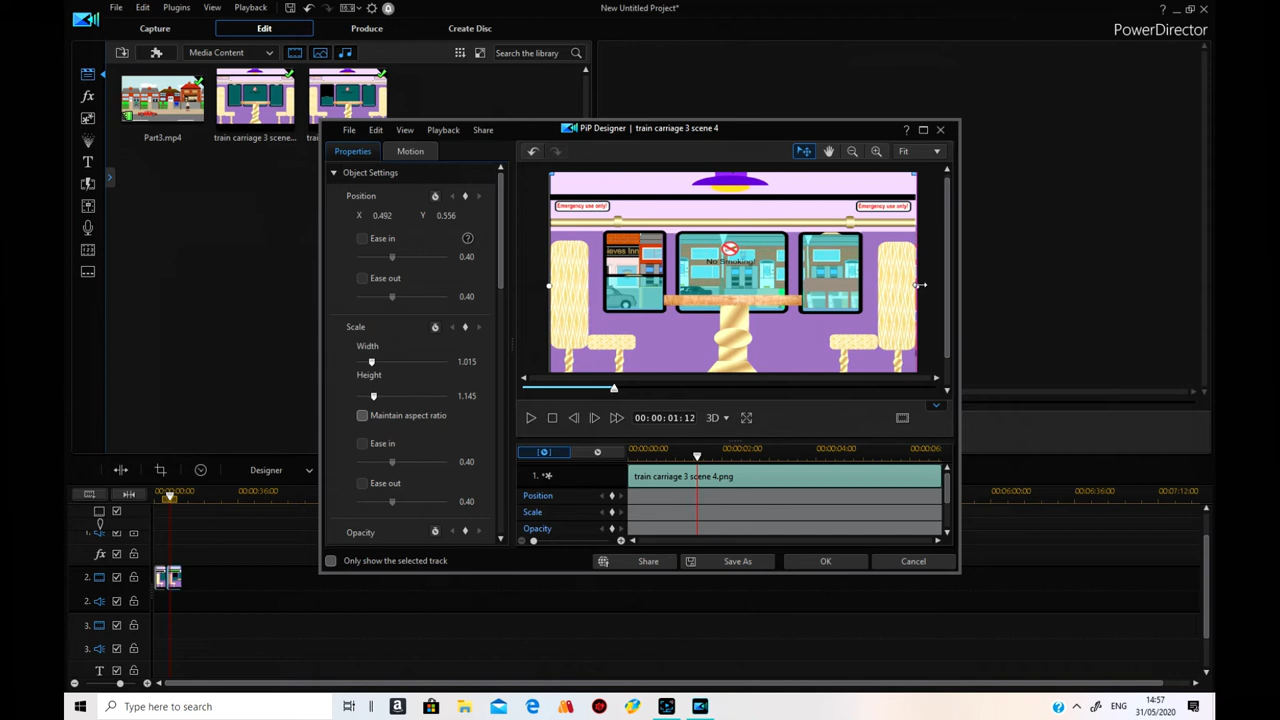 File Edit Plugins View Playback New Untitled Project*
Capture Edit Produce Create Disc PowerDirector
Media Content Search the library
Part3.mp4 train carriage 3 scene...
PiP Designer | train carriage 3 scene 4
File Edit View Playback Share
Properties Motion Fit
Object Settings
Position
X 0.492 Y 0.556
Ease in
0.40
Ease out
0.40
Scale
Width
1.015
Height
1.145
Maintain aspect ratio
Ease in
0.40
Ease out
0.40
Opacity
Only show the selected track
Emergency use only! Emergency use only!
ieves Inn
No Smoking!
00:00:01:12 3D
00:00:00:00 00:00:02:00 00:00:04:00 00:00:06:
1. train carriage 3 scene 4.png
Position
Scale
Opacity
Share Save As OK Cancel
Designer
00:00:00:00 00:00:36:00 00:06:00:00 00:06:36:00 00:07:12:00
1.
fx
2.
2.
3.
3.
T
Type here to search
ENG 14:57
31/05/2020